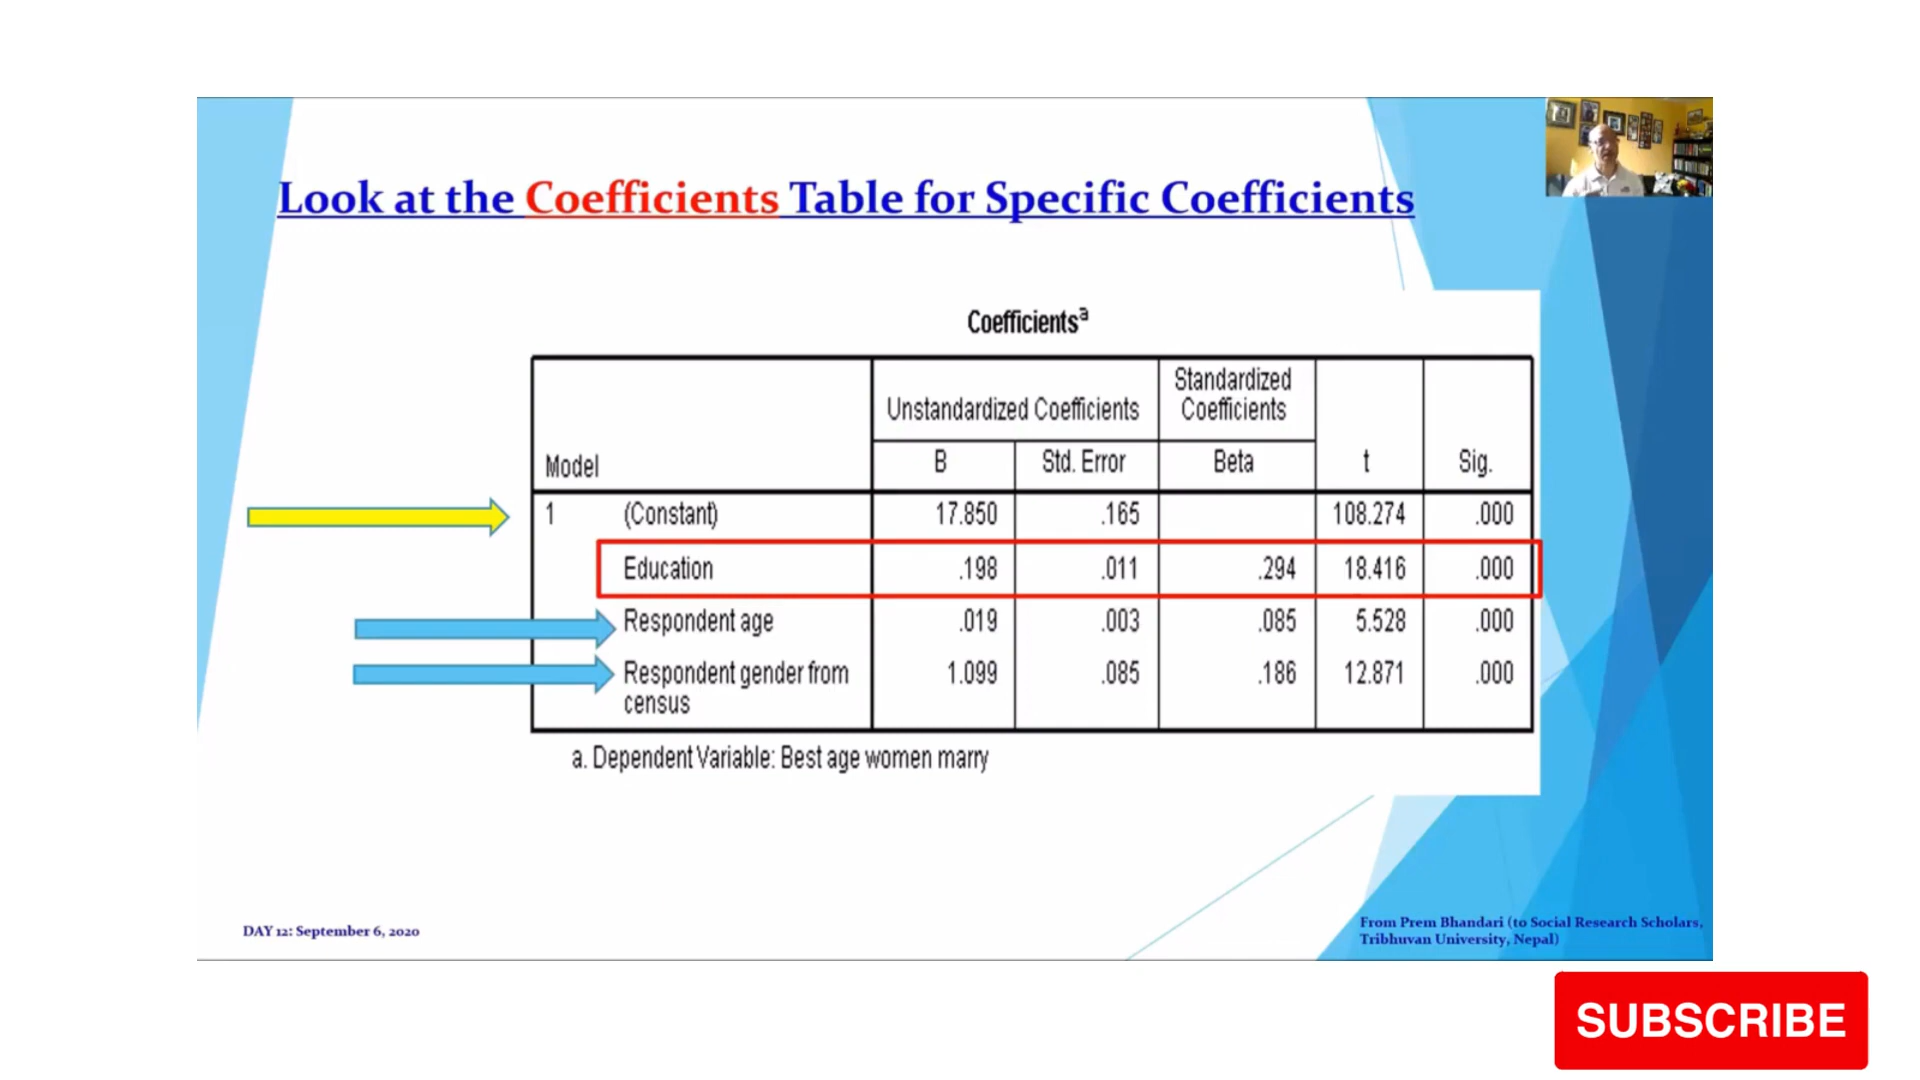 Look at the Coefficients Table for Specific Coefficients
Coefficientsª
Model
Unstandardized Coefficients
Standardized
Coefficients
t
Sig.
B
Std. Error
Beta
1 (Constant) 17.850 .165 108.274 .000
Education .198 .011 .294 18.416 .000
Respondent age .019 .003 .085 5.528 .000
Respondent gender from 1.099 .085 .186 12.871 .000
census
a. Dependent Variable: Best age women marry
DAY 12: September 6, 2020
From Prem Bhandari (to Social Research Scholars,
Tribhuvan University, Nepal)
SUBSCRIBE